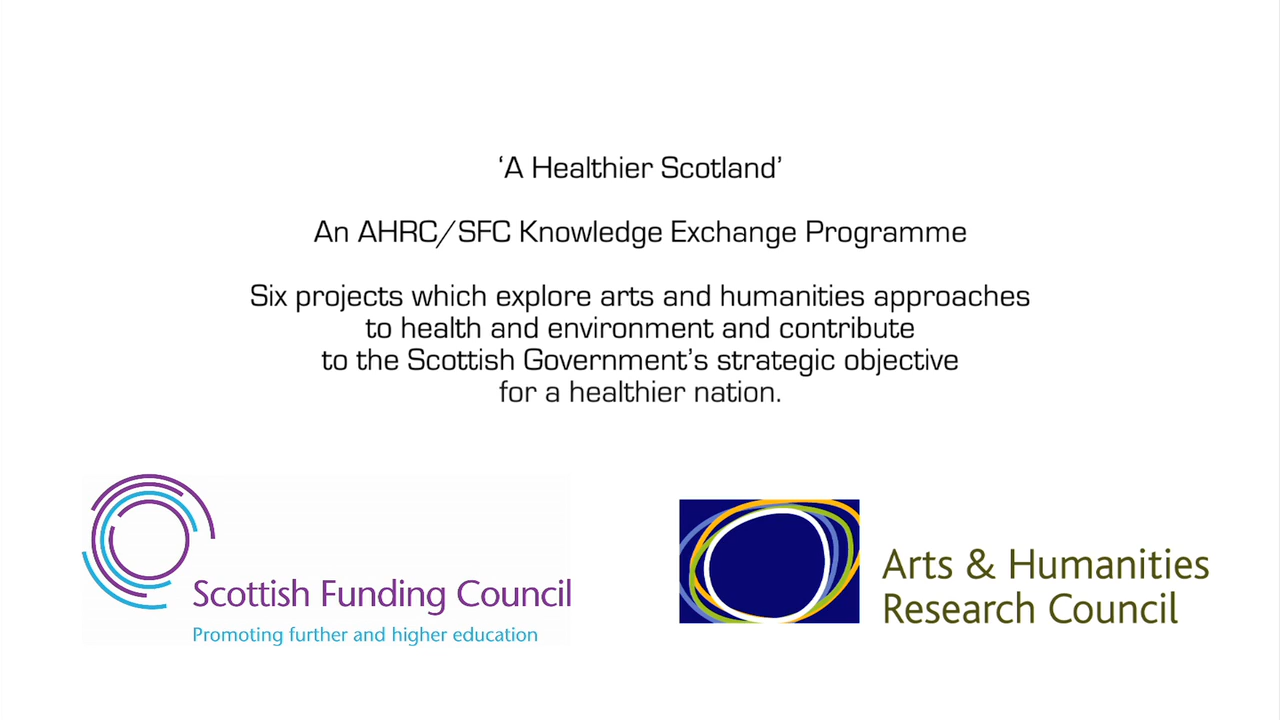 ‘A Healthier Scotland’
An AHRC/SFC Knowledge Exchange Programme
Six projects which explore arts and humanities approaches
to health and environment and contribute
to the Scottish Government’s strategic objective
for a healthier nation.
Scottish Funding Council
Promoting further and higher education
Arts & Humanities
Research Council